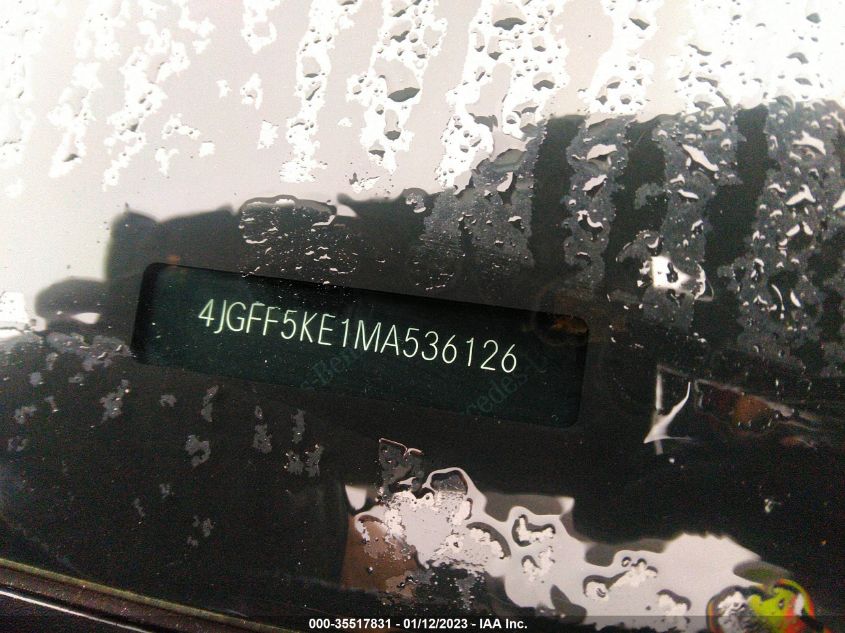 4JGFF5KE1MA536126
000-35517831 - 01/12/2023 - IAA Inc.